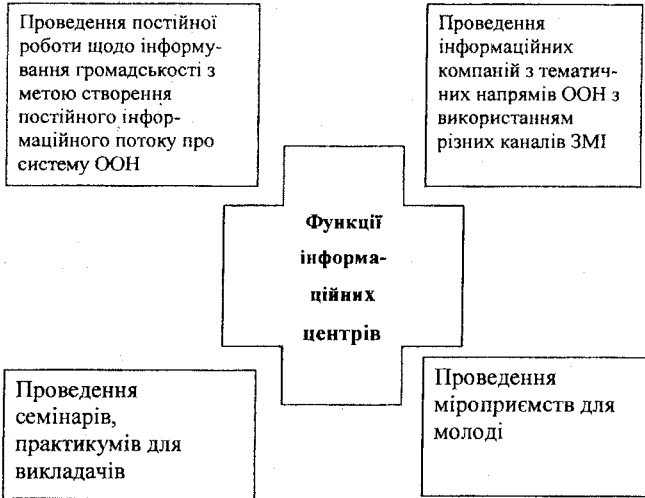 Проведення постійної
роботи щодо інформу-
вання громадськості з
метою створення
постійного інфор-
маційного потоку про
систему ООН
Проведення
інформаційних
компаній з тематич-
них напрямів ООН з
використанням
різних каналів ЗМІ
Функції
інформа-
ційних
центрів
Проведення
семінарів,
практикумів для
викладачів
Проведення
міроприємств для
молоді